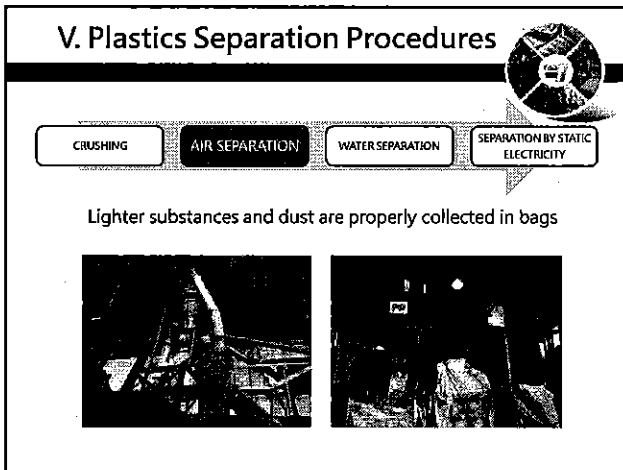 V. Plastics Separation Procedures
CRUSHING
AIR SEPARATION
WATER SEPARATION
SEPARATION BY STATIC
ELECTRICITY
Lighter substances and dust are properly collected in bags